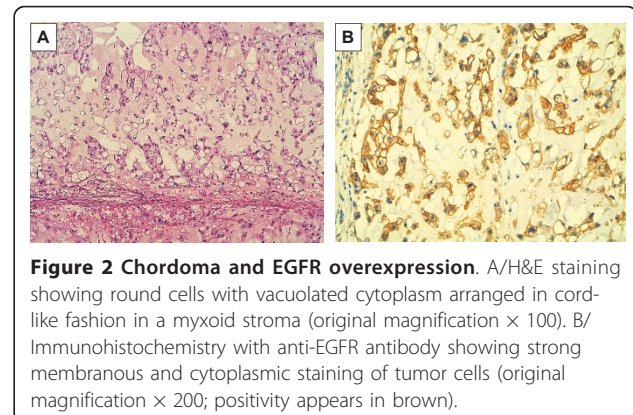 A B
Figure 2 Chordoma and EGFR overexpression. A/H&E staining
showing round cells with vacuolated cytoplasm arranged in cord-
like fashion in a myxoid stroma (original magnification × 100). B/
Immunohistochemistry with anti-EGFR antibody showing strong
membranous and cytoplasmic staining of tumor cells (original
magnification × 200; positivity appears in brown).